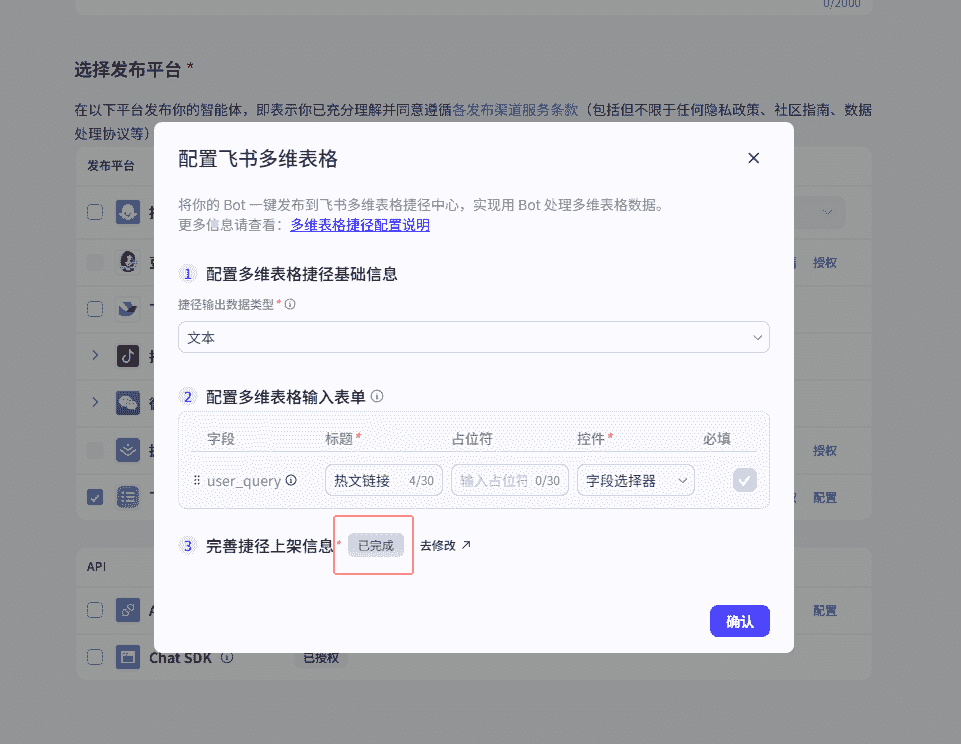 0/2000
选择发布平台 *
在以下平台发布你的智能体，即表示你已充分理解并同意遵循各发布渠道服务条款（包括但不限于任何隐私政策、社区指南、数据
处理协议等）
发布平台
配置飞书多维表格
将你的 Bot 一键发布到飞书多维表格捷径中心，实现用 Bot 处理多维表格数据。
更多信息请查看：多维表格捷径配置说明
1 配置多维表格捷径基础信息
授权
捷径输出数据类型 *
文本
2 配置多维表格输入表单
字段 标题 * 占位符 控件 * 必填
授权
user_query 热文链接 4/30 输入占位符 0/30 字段选择器
配置
3 完善捷径上架信息 * 已完成 去修改
API
配置
确认
Chat SDK 已授权